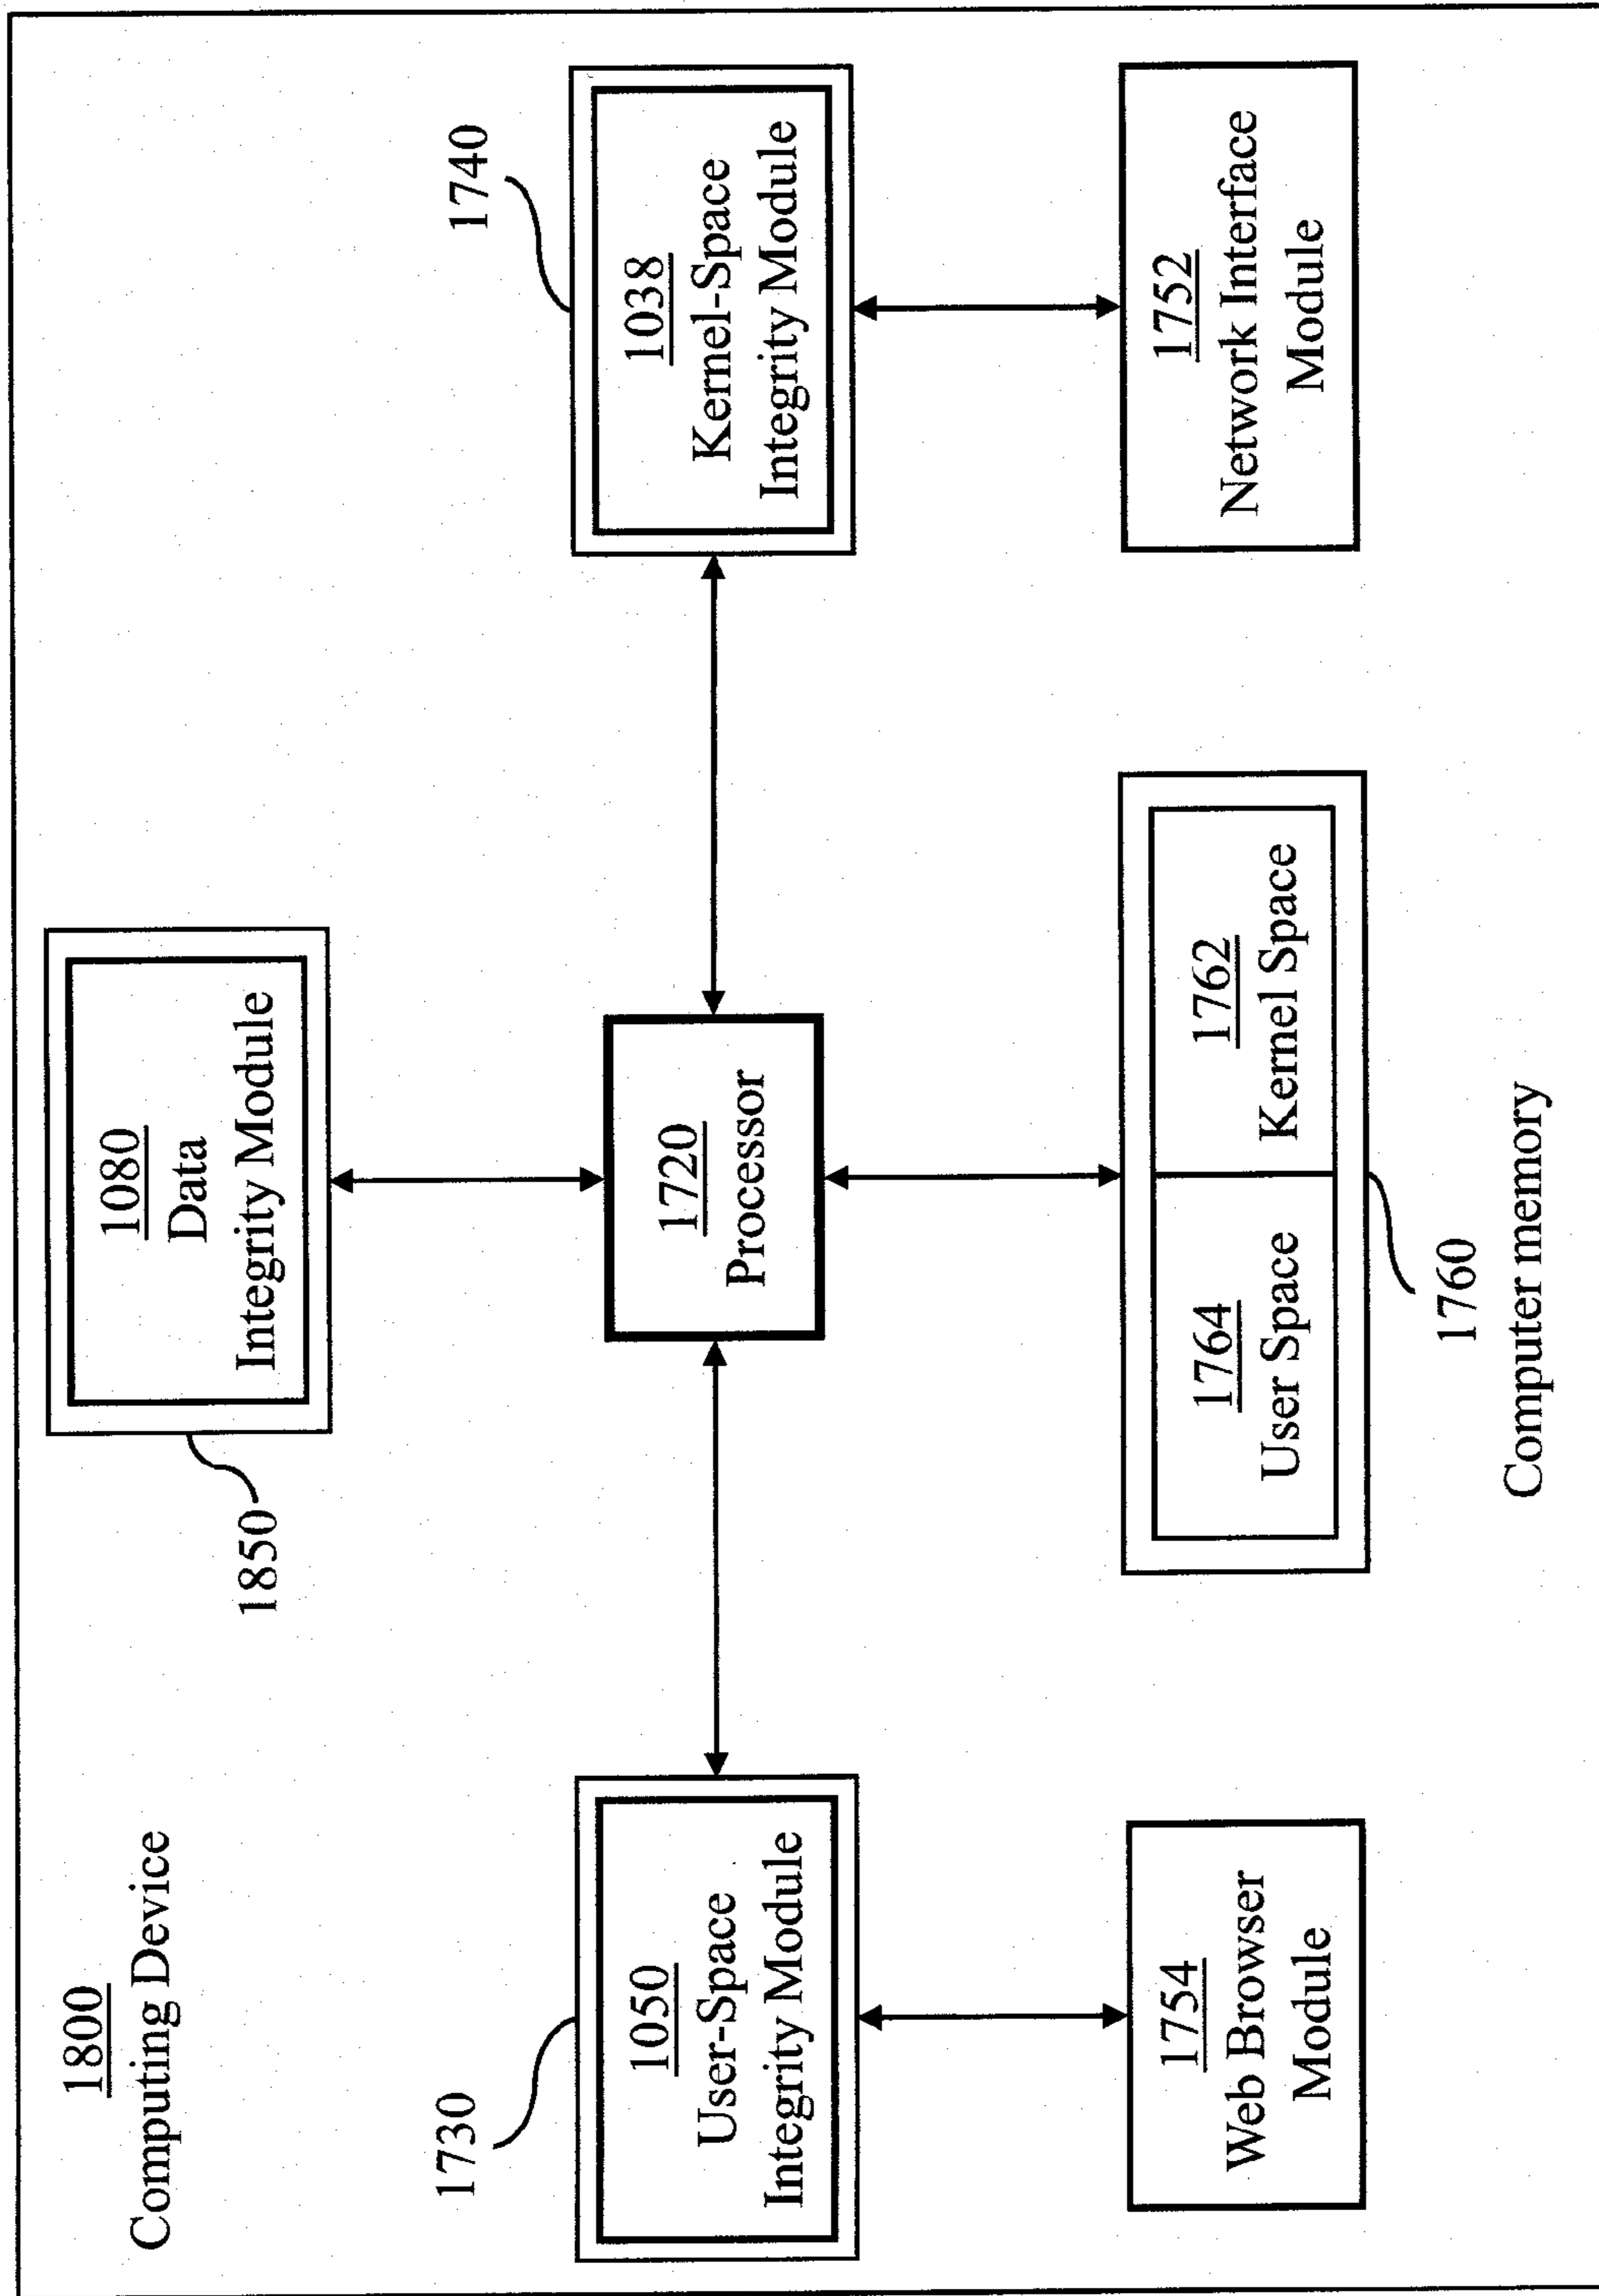 1800
Computing Device
1080
Data
Integrity Module
1850
1730
1050
User-Space
Integrity Module
1720
Processor
1740
1038
Kernel-Space
Integrity Module
1754
Web Browser
Module
1764
User Space
1762
Kernel Space
1760
Computer memory
1752
Network Interface
Module